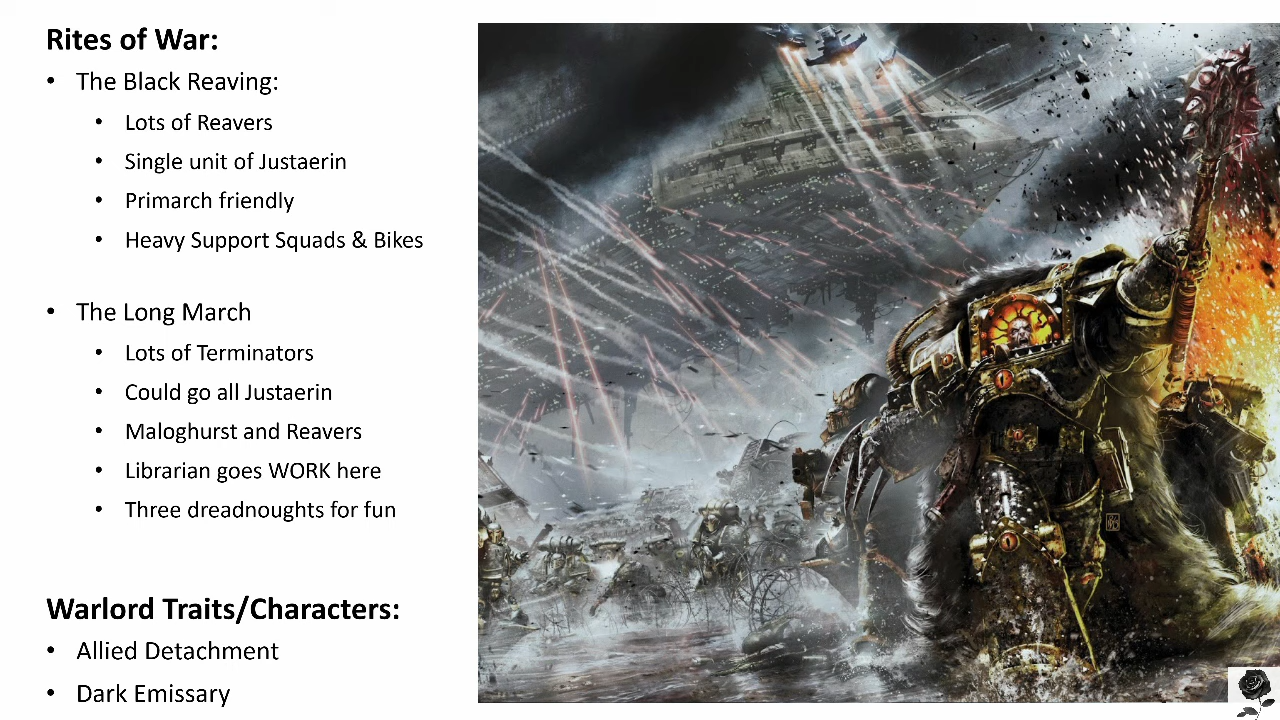 Rites of War:
• The Black Reaving:
• Lots of Reavers
• Single unit of Justaerin
• Primarch friendly
• Heavy Support Squads & Bikes
• The Long March
• Lots of Terminators
• Could go all Justaerin
• Maloghurst and Reavers
• Librarian goes WORK here
• Three dreadnoughts for fun
Warlord Traits/Characters:
• Allied Detachment
• Dark Emissary